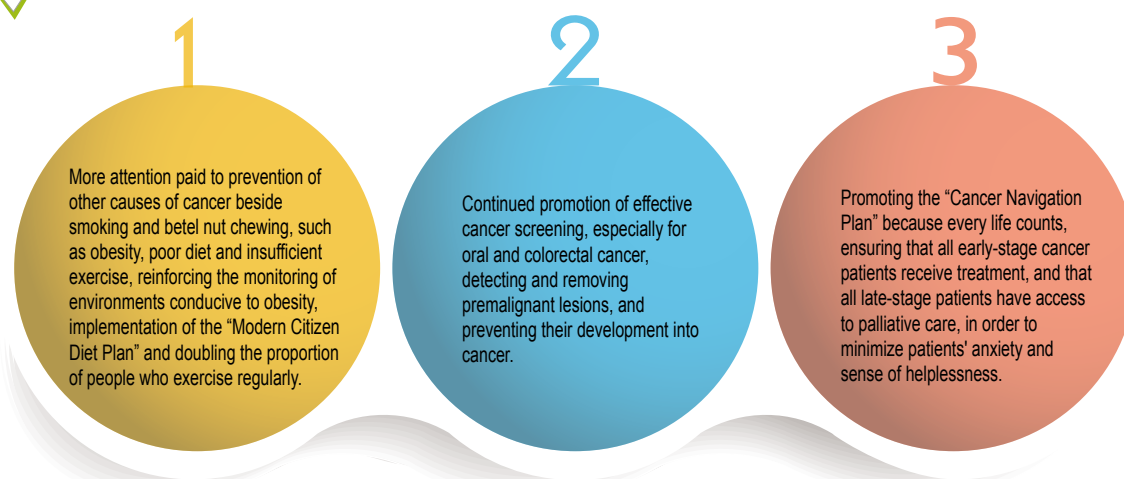 1
More attention paid to prevention of
other causes of cancer beside
smoking and betel nut chewing, such
as obesity, poor diet and insufficient
exercise, reinforcing the monitoring of
environments conducive to obesity,
implementation of the “Modern Citizen
Diet Plan” and doubling the proportion
of people who exercise regularly.
2
Continued promotion of effective
cancer screening, especially for
oral and colorectal cancer,
detecting and removing
premalignant lesions, and
preventing their development into
cancer.
3
Promoting the “Cancer Navigation
Plan” because every life counts,
ensuring that all early-stage cancer
patients receive treatment, and that
all late-stage patients have access
to palliative care, in order to
minimize patients' anxiety and
sense of helplessness.